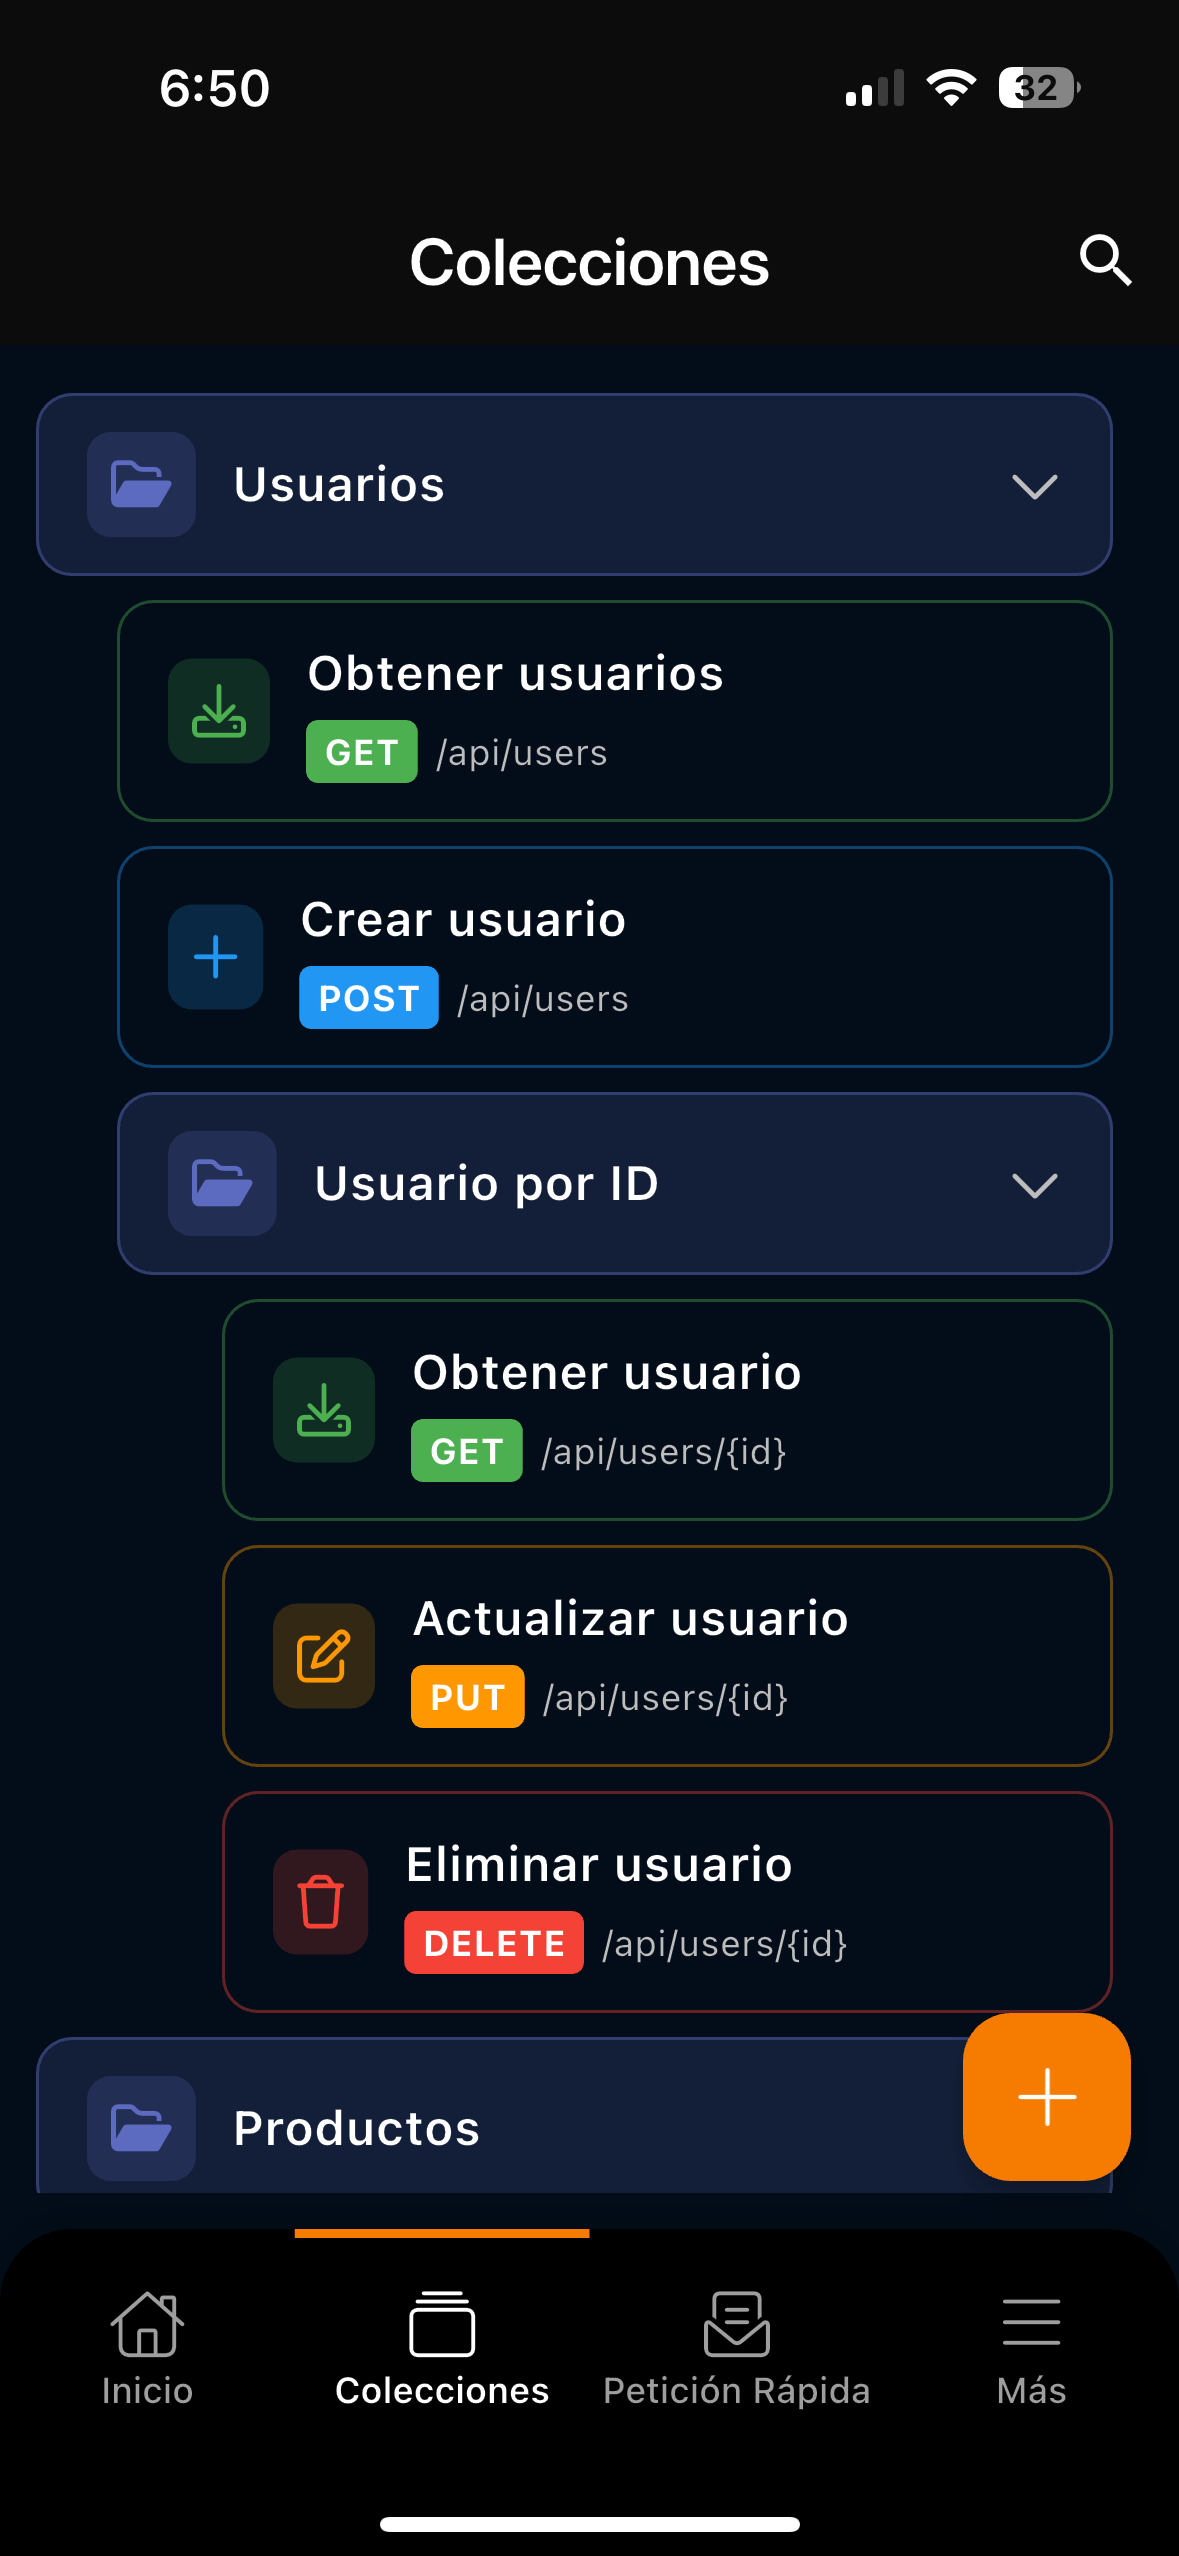 6:50
32
Colecciones
Usuarios
Obtener usuarios
GET /api/users
Crear usuario
POST /api/users
Usuario por ID
Obtener usuario
GET /api/users/{id}
Actualizar usuario
PUT /api/users/{id}
Eliminar usuario
DELETE /api/users/{id}
Productos
Inicio
Colecciones
Petición Rápida
Más